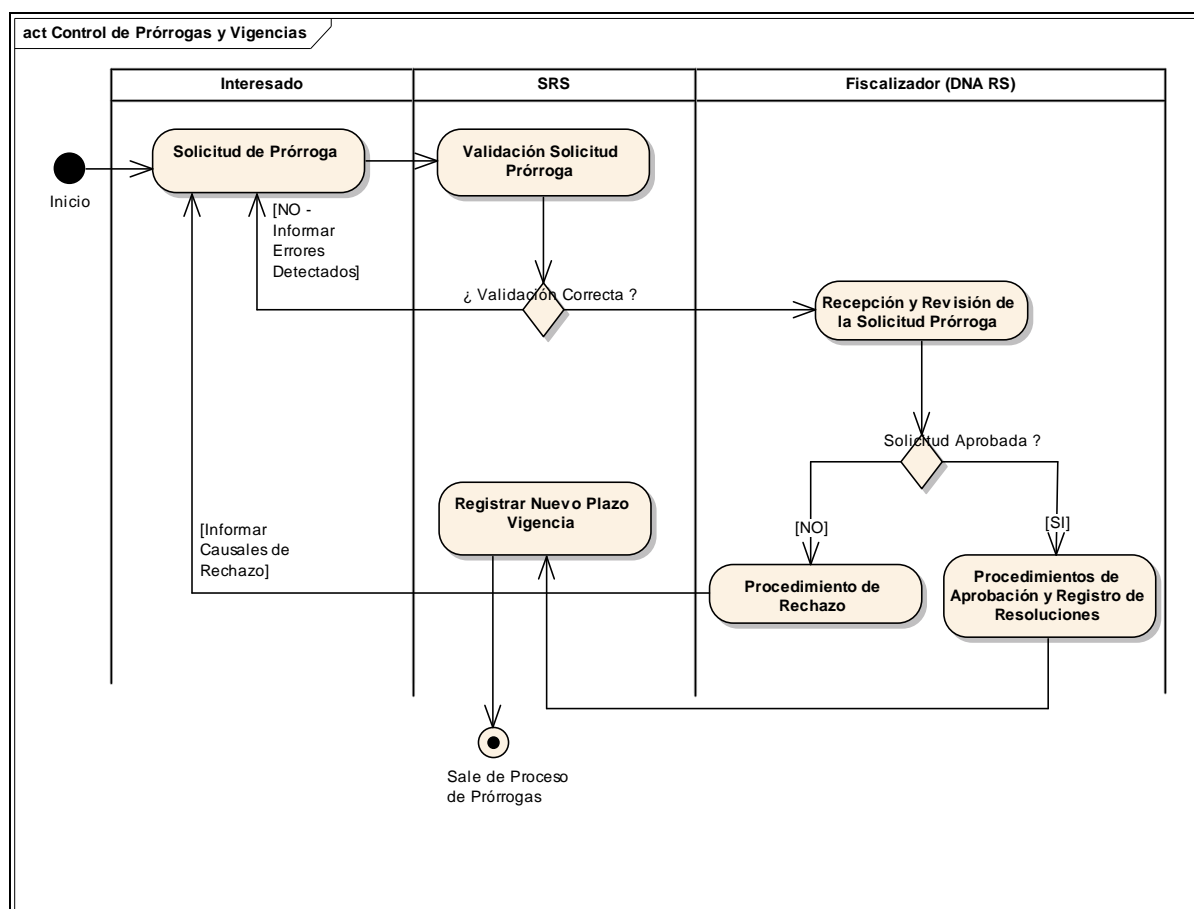 act Control de Prórrogas y Vigencias
Interesado
SRS
Fiscalizador (DNA RS)
Inicio
Solicitud de Prórroga
Validación Solicitud
Prórroga
[NO -
Informar
Errores
Detectados]
¿ Validación Correcta ?
Recepción y Revisión de
la Solicitud Prórroga
Solicitud Aprobada ?
[NO]
[SI]
Registrar Nuevo Plazo
Vigencia
[Informar
Causales de
Rechazo]
Procedimiento de
Rechazo
Procedimientos de
Aprobación y Registro de
Resoluciones
Sale de Proceso
de Prórrogas